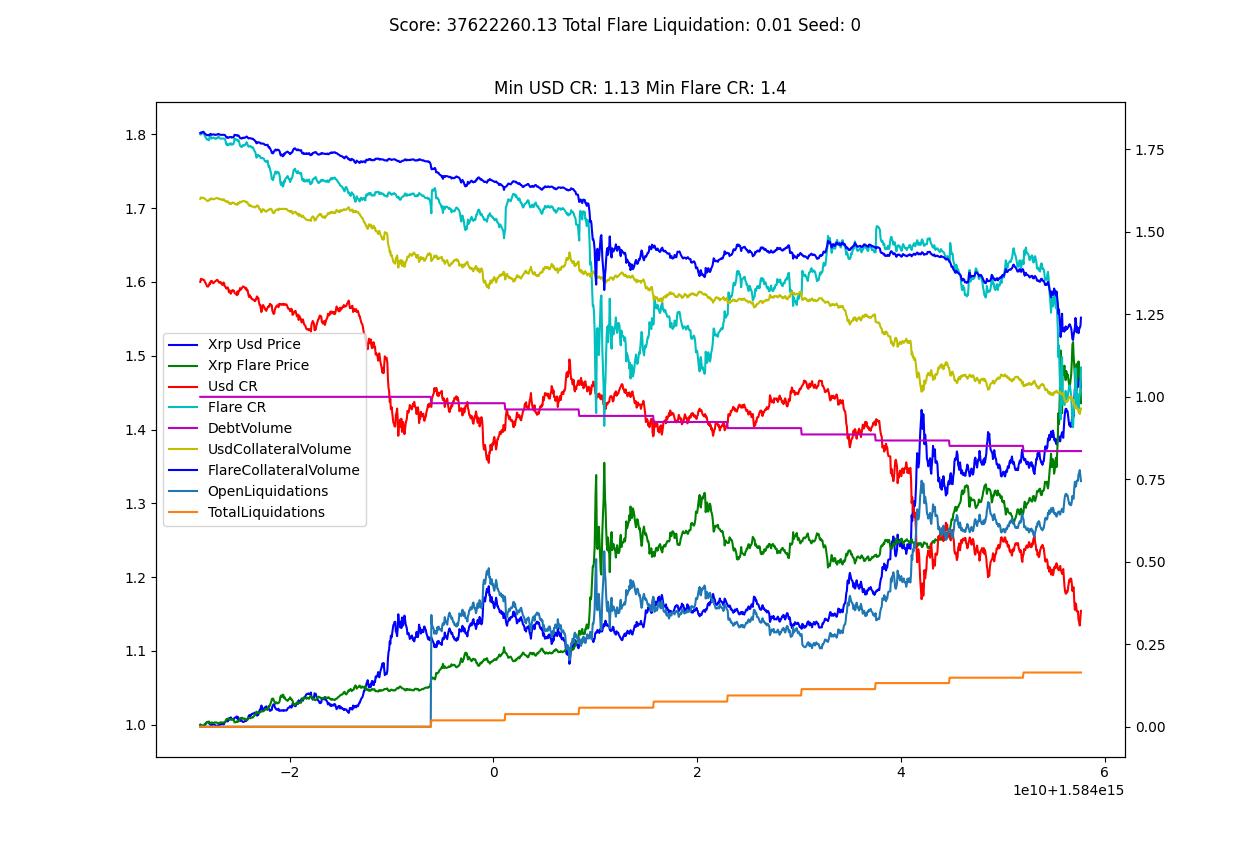 Score: 37622260.13 Total Flare Liquidation: 0.01 Seed: 0
Min USD CR: 1.13 Min Flare CR: 1.4
1.8
1.7
1.6
1.5
1.4
1.3
1.2
1.1
1.0
1.75
1.50
1.25
1.00
0.75
0.50
0.25
0.00
Xrp Usd Price
Xrp Flare Price
Usd CR
Flare CR
DebtVolume
UsdCollateralVolume
FlareCollateralVolume
OpenLiquidations
TotalLiquidations
−2 0 2 4 6
1e10+1.584e15